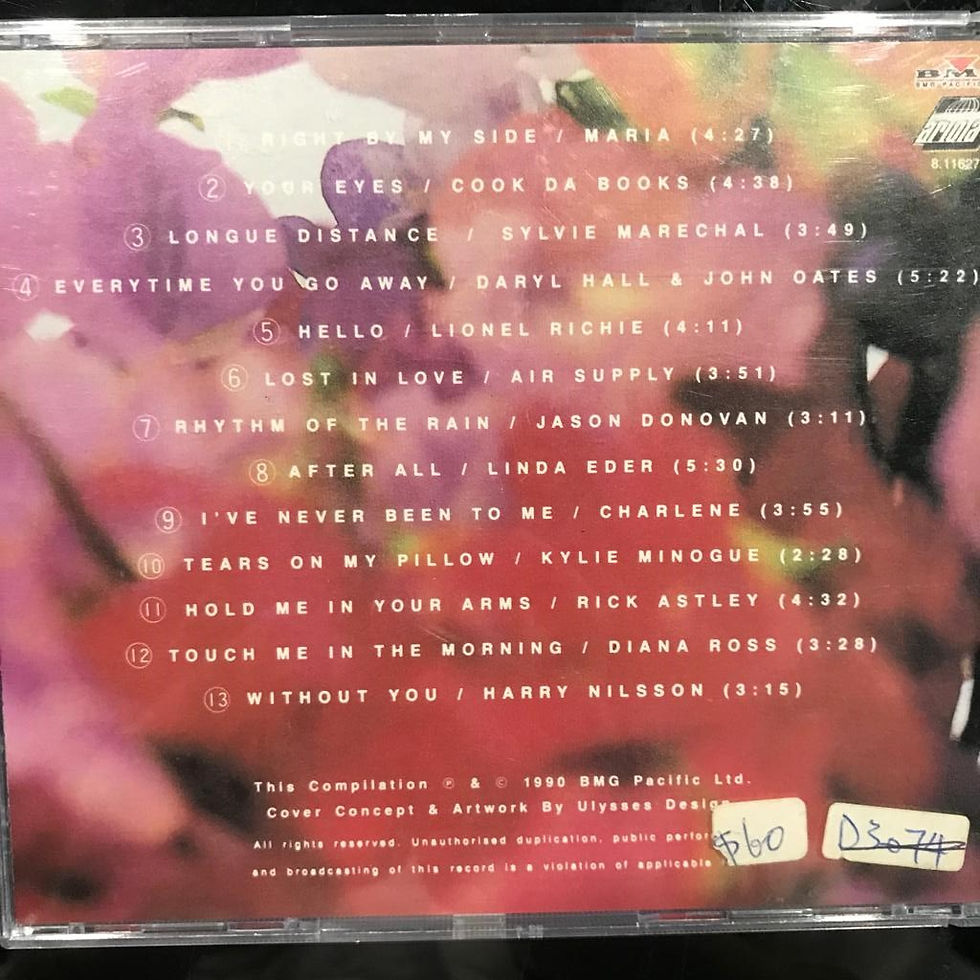 BMG
BMG PACIFIC
8.11627
① RIGHT BY MY SIDE / MARIA (4:27)
② YOUR EYES / COOK DA BOOKS (4:38)
③ LONGUE DISTANCE / SYLVIE MARECHAL (3:49)
④ EVERYTIME YOU GO AWAY / DARYL HALL & JOHN OATES (5:22)
⑤ HELLO / LIONEL RICHIE (4:11)
⑥ LOST IN LOVE / AIR SUPPLY (3:51)
⑦ RHYTHM OF THE RAIN / JASON DONOVAN (3:11)
⑧ AFTER ALL / LINDA EDER (5:30)
⑨ I'VE NEVER BEEN TO ME / CHARLENE (3:55)
⑩ TEARS ON MY PILLOW / KYLIE MINOGUE (2:28)
⑪ HOLD ME IN YOUR ARMS / RICK ASTLEY (4:32)
⑫ TOUCH ME IN THE MORNING / DIANA ROSS (3:28)
⑬ WITHOUT YOU / HARRY NILSSON (3:15)
This Compilation ℗ & © 1990 BMG Pacific Ltd.
Cover Concept & Artwork By Ulysses Design
All rights reserved. Unauthorised duplication, public perfor
and broadcasting of this record is a violation of applicable
$60
D3074